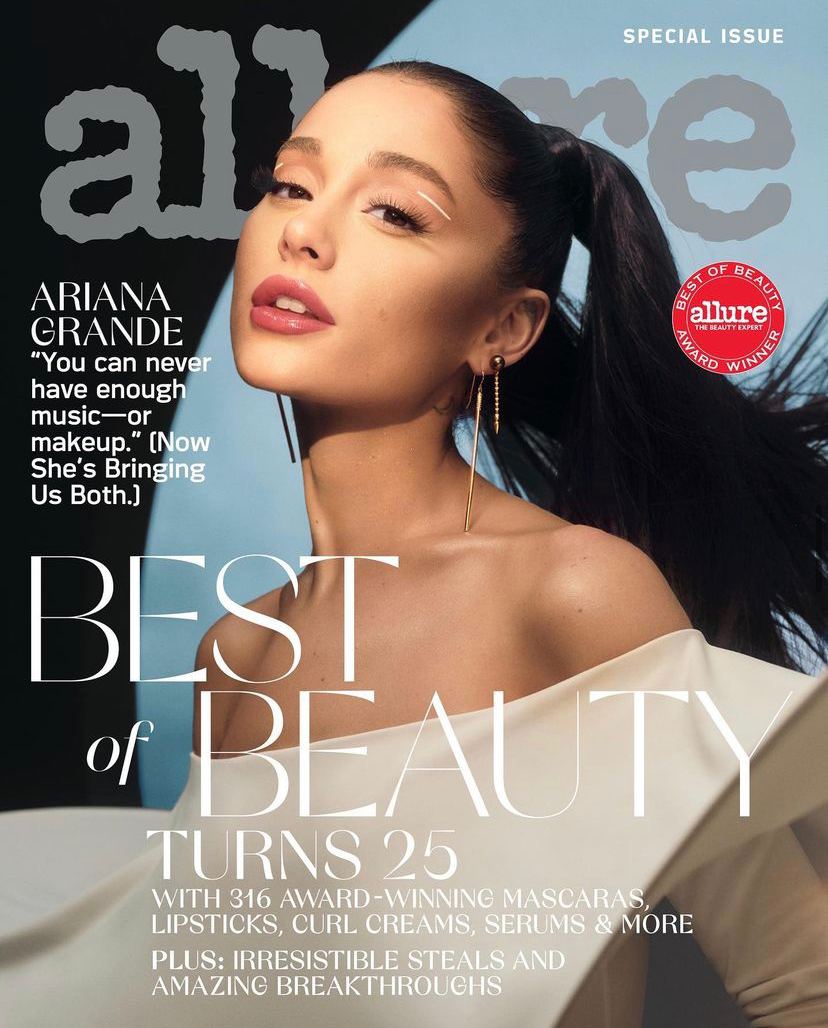 SPECIAL ISSUE
allure
ARIANA
GRANDE
“You can never
have enough
music—or
makeup.” (Now
She’s Bringing
Us Both.)
BEST OF BEAUTY
allure
THE BEAUTY EXPERT
AWARD WINNER
BEST
of BEAUTY
TURNS 25
WITH 316 AWARD-WINNING MASCARAS,
LIPSTICKS, CURL CREAMS, SERUMS & MORE
PLUS: IRRESISTIBLE STEALS AND
AMAZING BREAKTHROUGHS